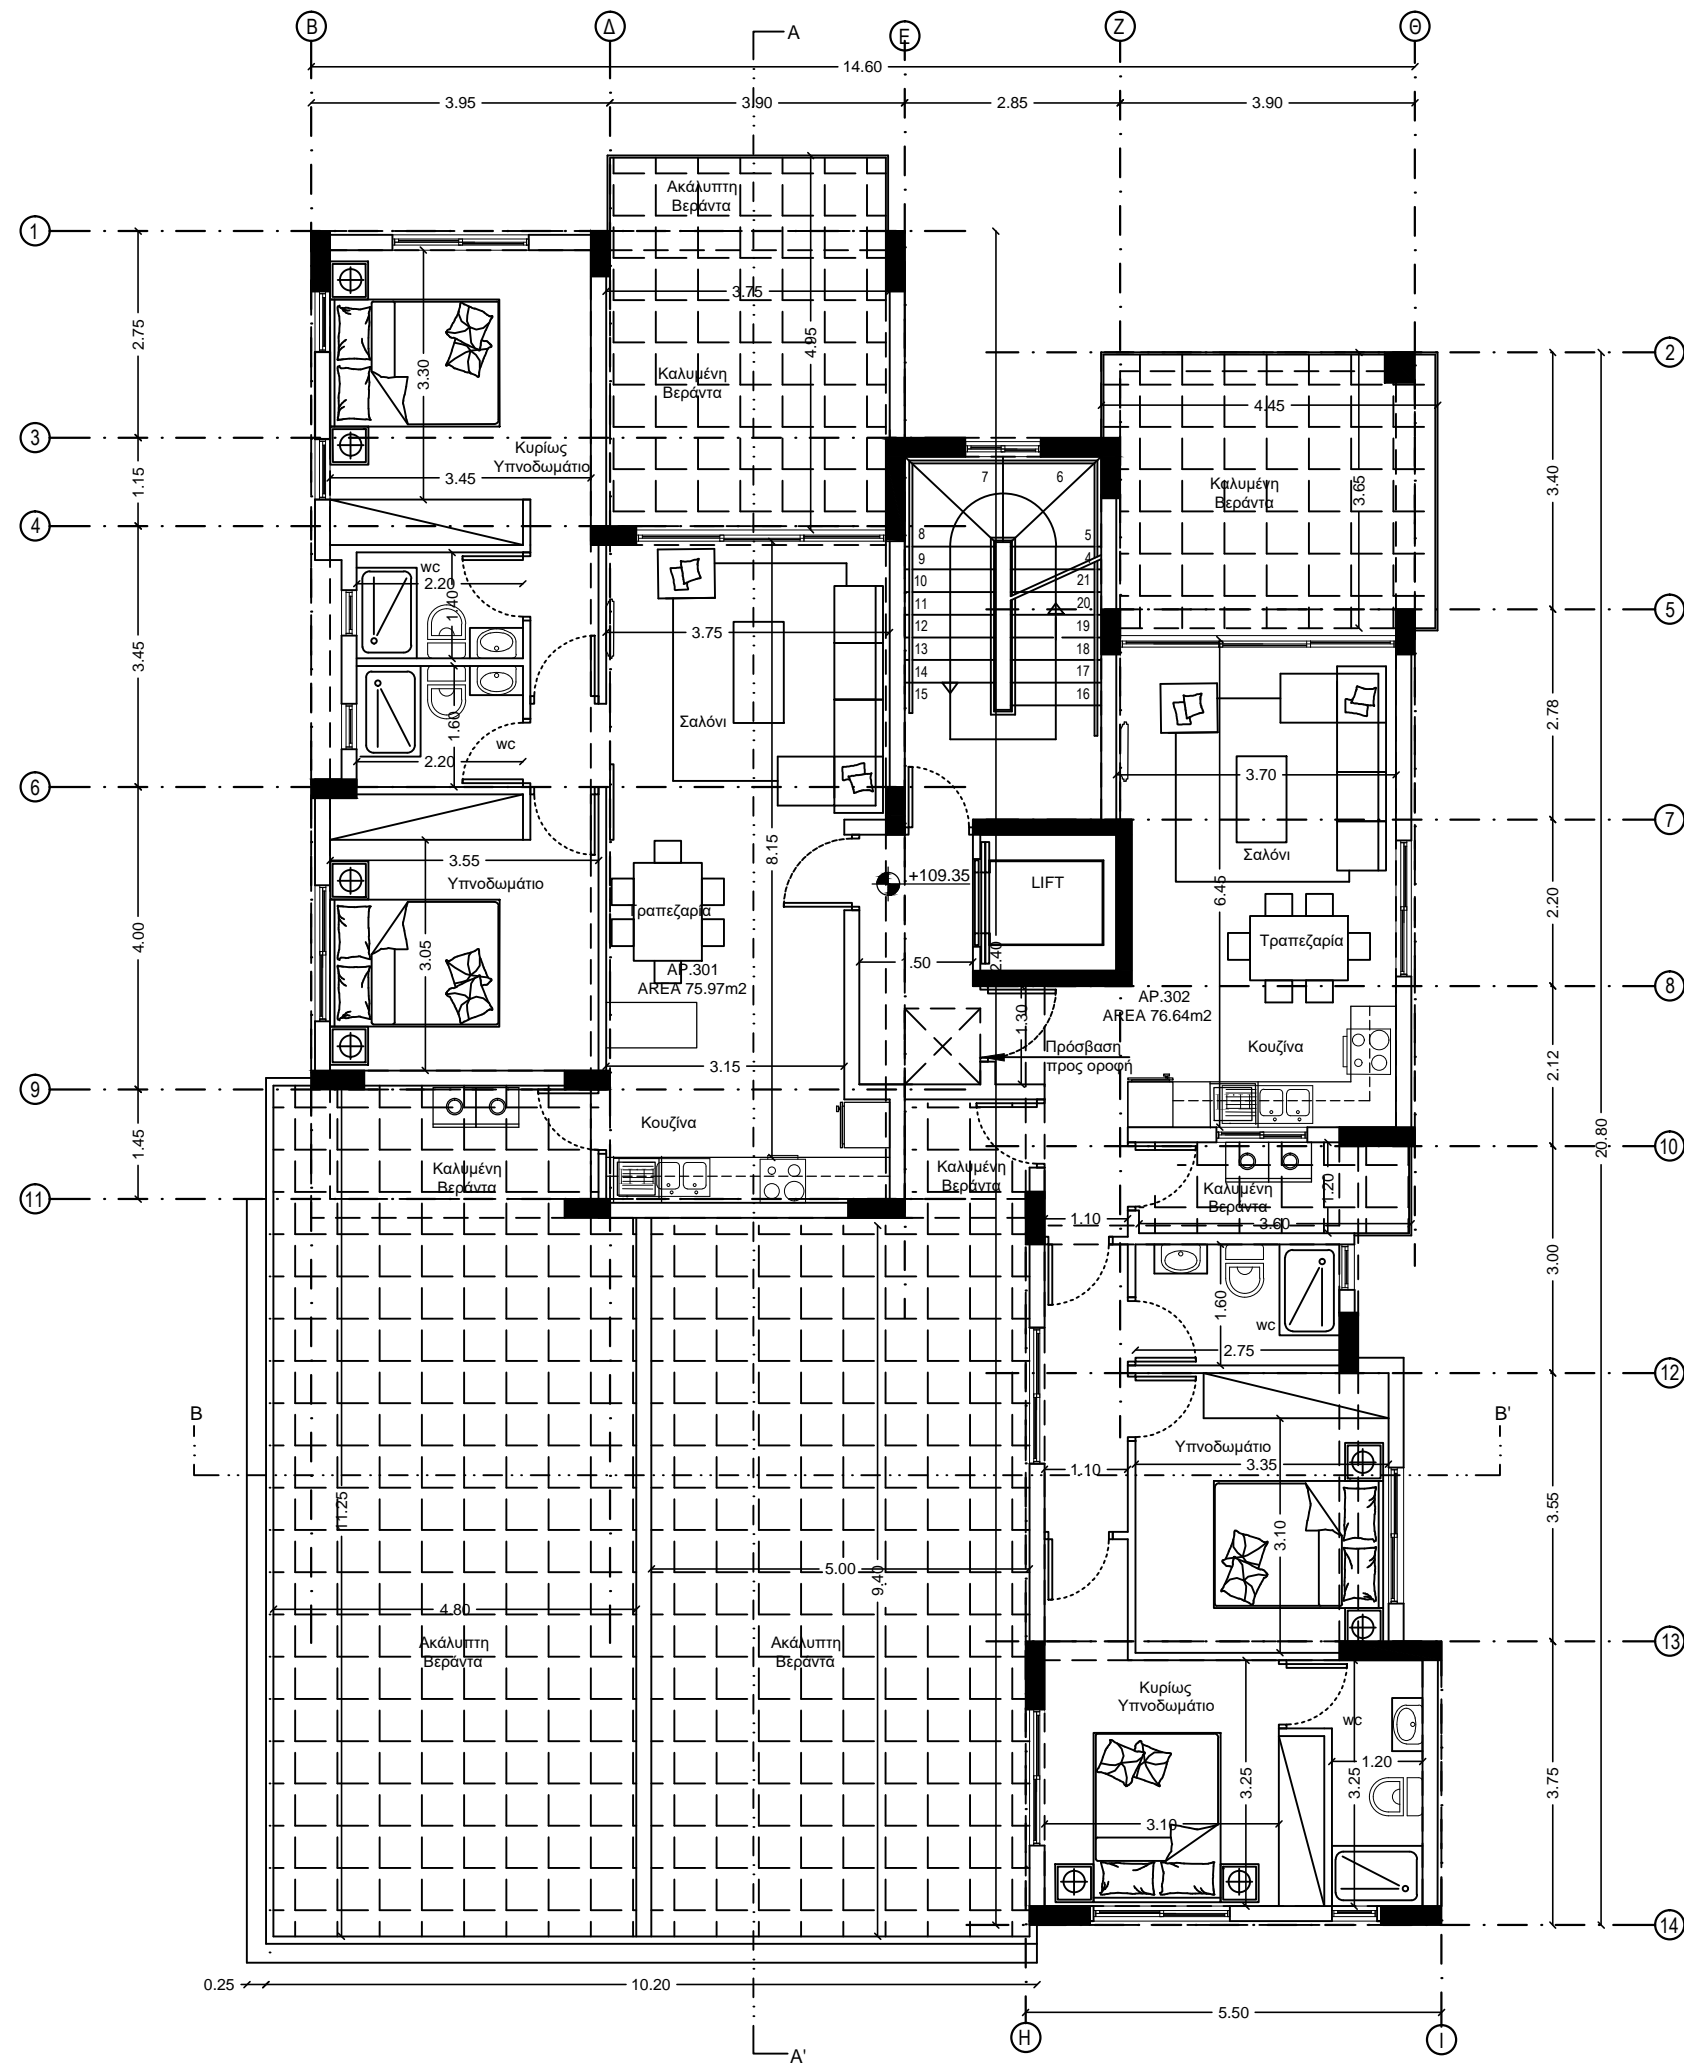 B
Δ
A
E
Z
Θ
14.60
3.95
3.90
2.85
3.90
Ακάλυπτη
Βεράντα
1
2.75
3.75
4.95
3.30
2
Καλυμένη
Βεράντα
4.45
3
Κυρίως
Υπνοδωμάτιο
3.45
1.15
7
6
Καλυμένη
Βεράντα
3.65
3.40
4
8
5
9
4
10
21
11
20
12
19
13
18
14
17
15
16
wc
2.20
1.40
3.75
5
3.45
Σαλόνι
1.60
wc
2.20
2.78
3.70
6
7
8.15
Σαλόνι
3.55
Υπνοδωμάτιο
+109.35
LIFT
6.45
2.20
Τραπεζαρία
Τραπεζαρία
4.00
3.05
2.40
.50
AP.301
AREA 75.97m2
8
AP.302
AREA 76.64m2
1.30
Πρόσβαση
προς οροφή
Κουζίνα
2.12
3.15
9
Κουζίνα
1.45
10
20.80
Καλυμένη
Βεράντα
Καλυμένη
Βεράντα
Καλυμένη
Βεράντα
1.20
11
1.10
3.60
3.00
1.60
wc
2.75
12
B
B'
Υπνοδωμάτιο
3.35
1.10
11.25
3.10
3.55
5.00
9.40
4.80
Ακάλυπτη
Βεράντα
Ακάλυπτη
Βεράντα
13
Κυρίως
Υπνοδωμάτιο
wc
1.20
3.25
3.25
3.75
3.10
14
0.25
10.20
5.50
H
I
A'